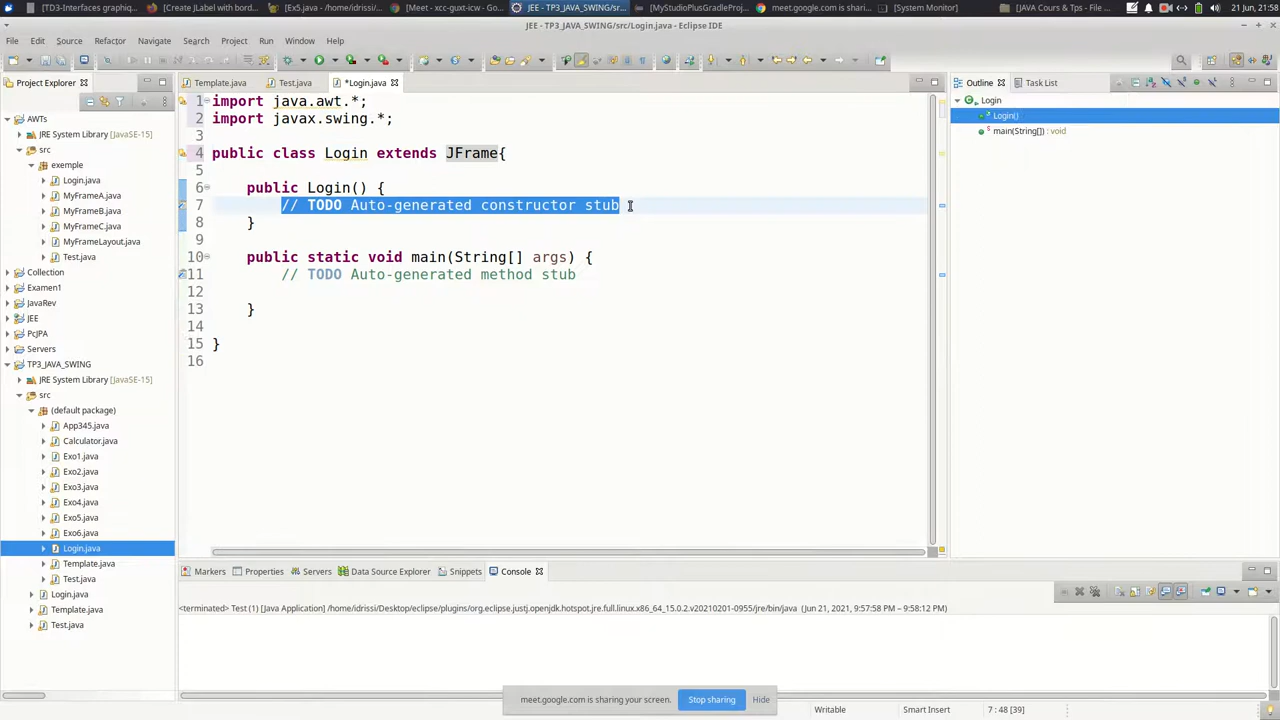 [TD3-Interfaces graphiq...
[Create JLabel with bord...
[Ex5.java - /home/idriss...
[Meet - xcc-guxt-icw - ...
JEE - TP3_JAVA_SWING/sr...
[MyStudioPlusGradleProj...
meet.google.com is shari...
[System Monitor]
[JAVA Cours & Tps - File ...
21 Jun, 21:58
JEE - TP3_JAVA_SWING/src/Login.java - Eclipse IDE
File Edit Source Refactor Navigate Search Project Run Window Help
Project Explorer
Template.java
Test.java
*Login.java
Outline
Task List
AWTs
JRE System Library [JavaSE-15]
src
exemple
Login.java
MyFrameA.java
MyFrameB.java
MyFrameC.java
MyFrameLayout.java
Test.java
Collection
Examen1
JavaRev
JEE
PcJPA
Servers
TP3_JAVA_SWING
JRE System Library [JavaSE-15]
src
(default package)
App345.java
Calculator.java
Exo1.java
Exo2.java
Exo3.java
Exo4.java
Exo5.java
Exo6.java
Login.java
Template.java
Test.java
Login.java
Template.java
Test.java
1 import java.awt.*;
2 import javax.swing.*;
3
4 public class Login extends JFrame{
5
6 public Login() {
7 // TODO Auto-generated constructor stub
8 }
9
10 public static void main(String[] args) {
11 // TODO Auto-generated method stub
12
13 }
14
15 }
16
Login
Login()
main(String[]) : void
Markers
Properties
Servers
Data Source Explorer
Snippets
Console
<terminated> Test (1) [Java Application] /home/idrissi/Desktop/eclipse/plugins/org.eclipse.justj.openjdk.hotspot.jre.full.linux.x86_64_15.0.2.v20210201-0955/jre/bin/java (Jun 21, 2021, 9:57:58 PM – 9:58:12 PM)
meet.google.com is sharing your screen.
Stop sharing
Hide
Writable
Smart Insert
7 : 48 [39]